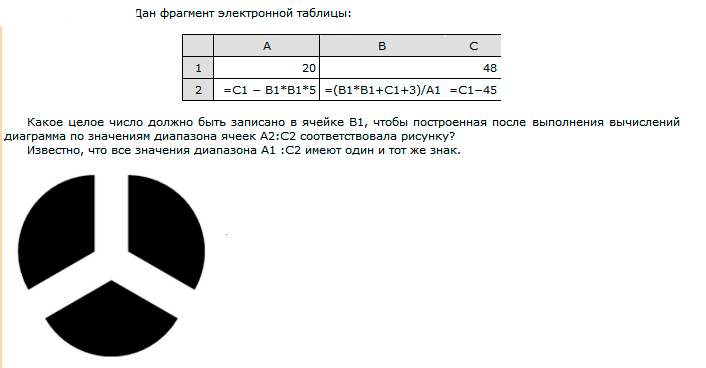 Дан фрагмент электронной таблицы:
A B C
1 20 48
2 =C1 − B1*B1*5 =(B1*B1+C1+3)/A1 =C1−45
Какое целое число должно быть записано в ячейке B1, чтобы построенная после выполнения вычислений
диаграмма по значениям диапазона ячеек A2:C2 соответствовала рисунку?
Известно, что все значения диапазона A1 :C2 имеют один и тот же знак.